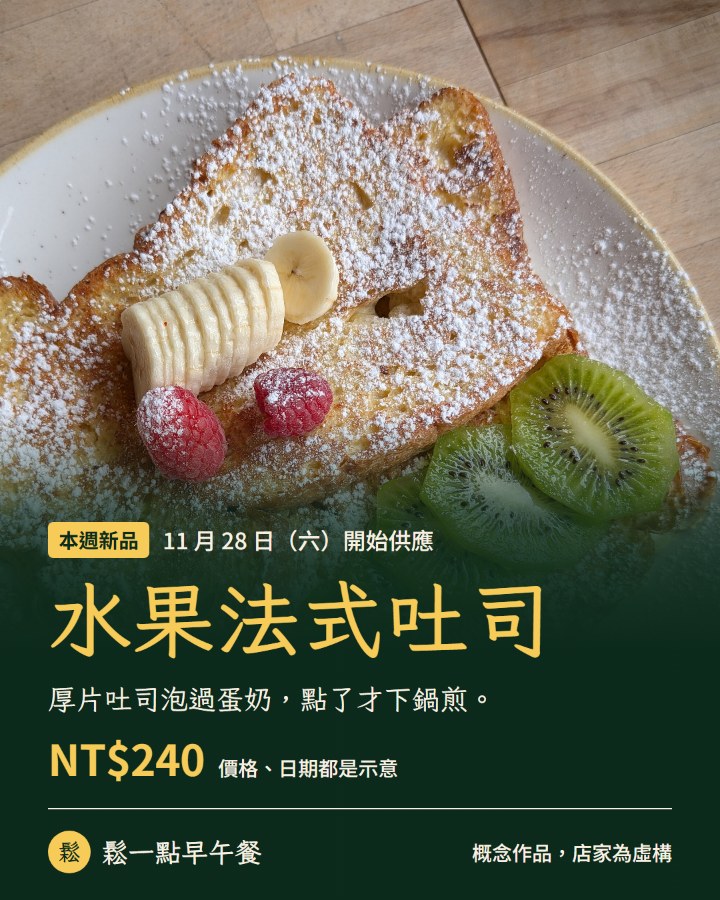 本週新品 11 月 28 日（六）開始供應
水果法式吐司
厚片吐司泡過蛋奶，點了才下鍋煎。
NT$240 價格、日期都是示意
鬆 鬆一點早午餐 概念作品，店家為虛構